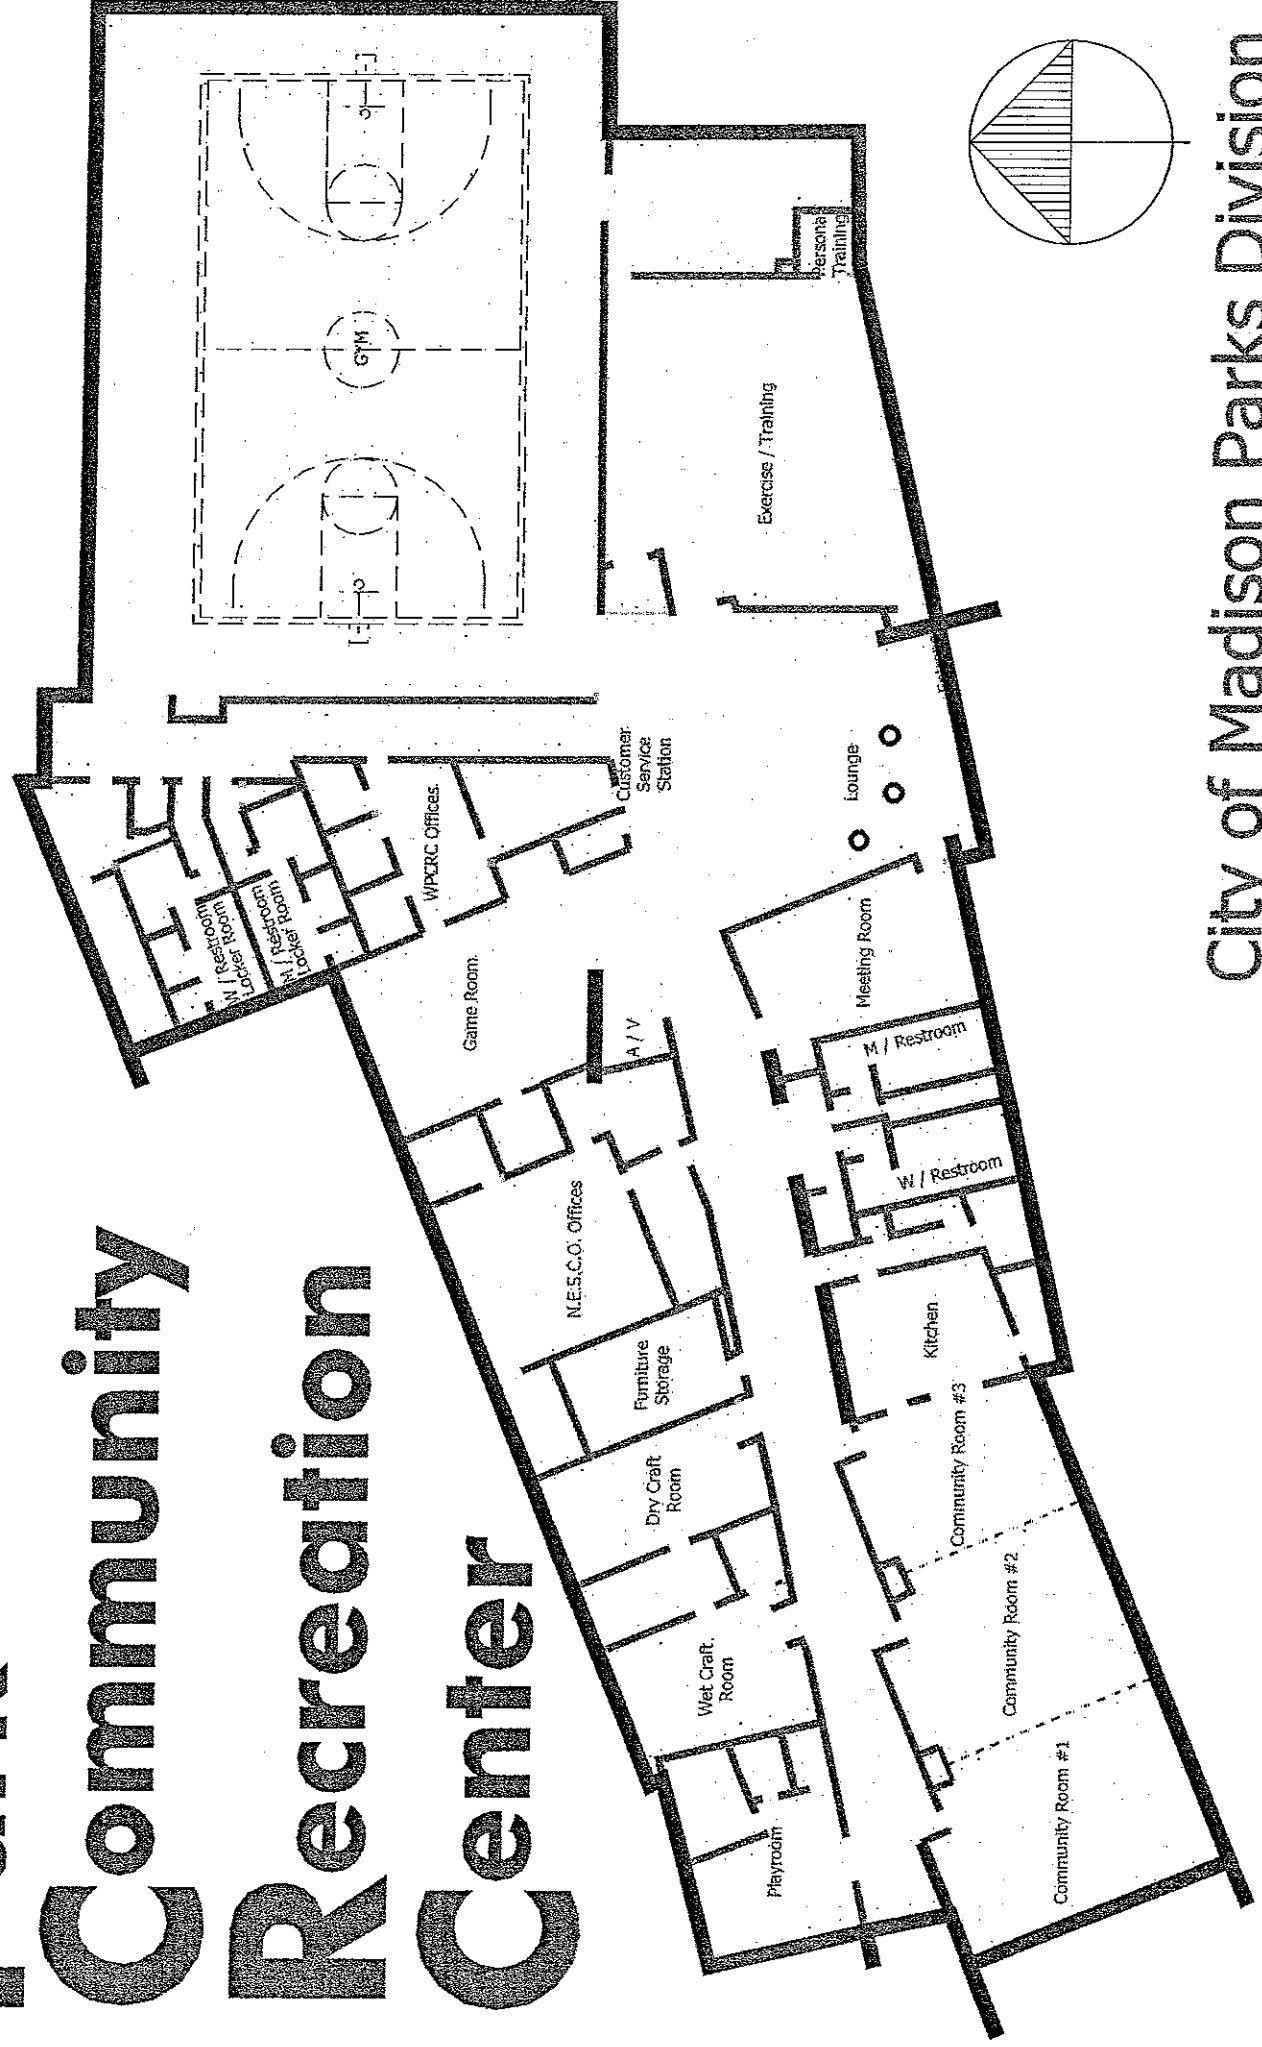 Community
Recreation
Center
GYM
Personal
Training
Exercise / Training
W / Restroom
Locker Room
M / Restroom
Locker Room
WPCRC Offices
Customer
Service
Station
Lounge
Game Room
A / V
Meeting Room
M / Restroom
W / Restroom
N.E.S.C.O. Offices
Kitchen
Furniture
Storage
Dry Craft
Room
Wet Craft
Room
Playroom
Community Room #3
Community Room #2
Community Room #1
City of Madison Parks Division